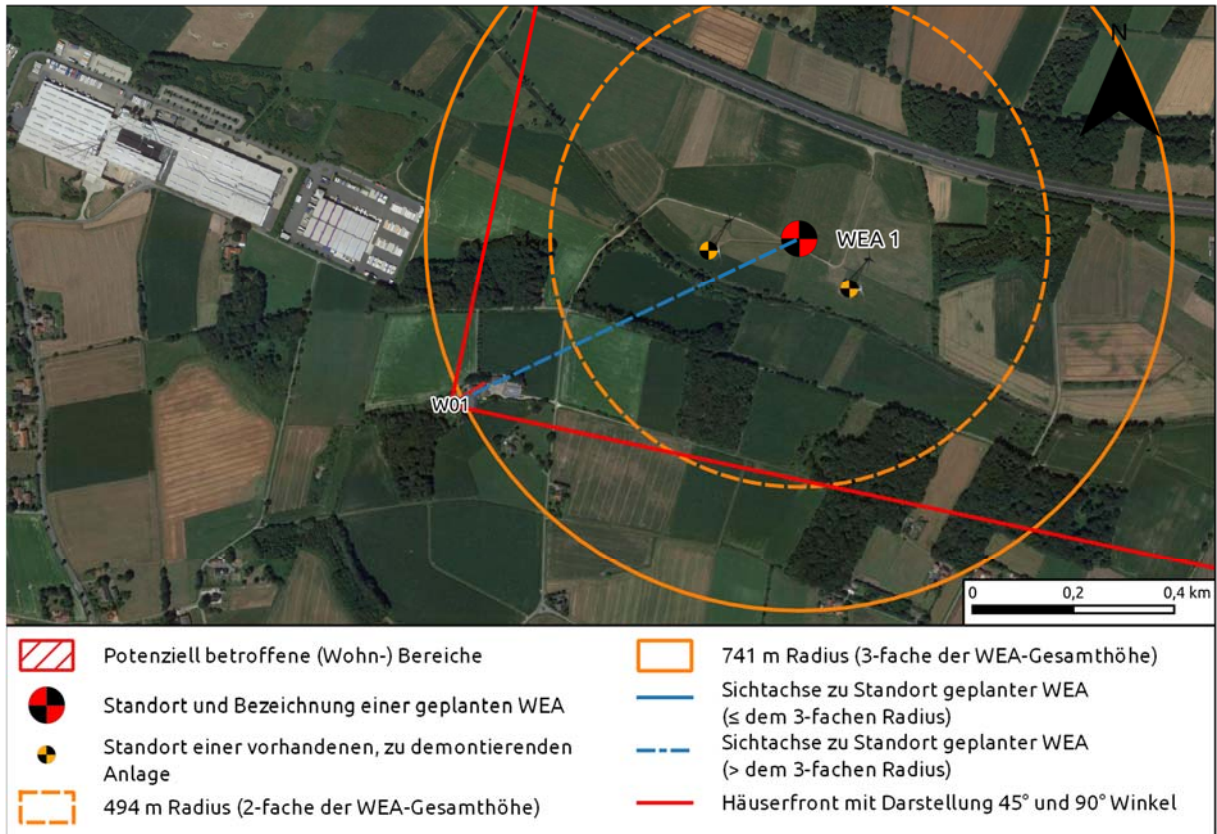 N
WEA 1
W01
0 0,2 0,4 km
Potenziell betroffene (Wohn-) Bereiche
Standort und Bezeichnung einer geplanten WEA
Standort einer vorhandenen, zu demontierenden
Anlage
494 m Radius (2-fache der WEA-Gesamthöhe)
741 m Radius (3-fache der WEA-Gesamthöhe)
Sichtachse zu Standort geplanter WEA
(≤ dem 3-fachen Radius)
Sichtachse zu Standort geplanter WEA
(> dem 3-fachen Radius)
Häuserfront mit Darstellung 45° und 90° Winkel